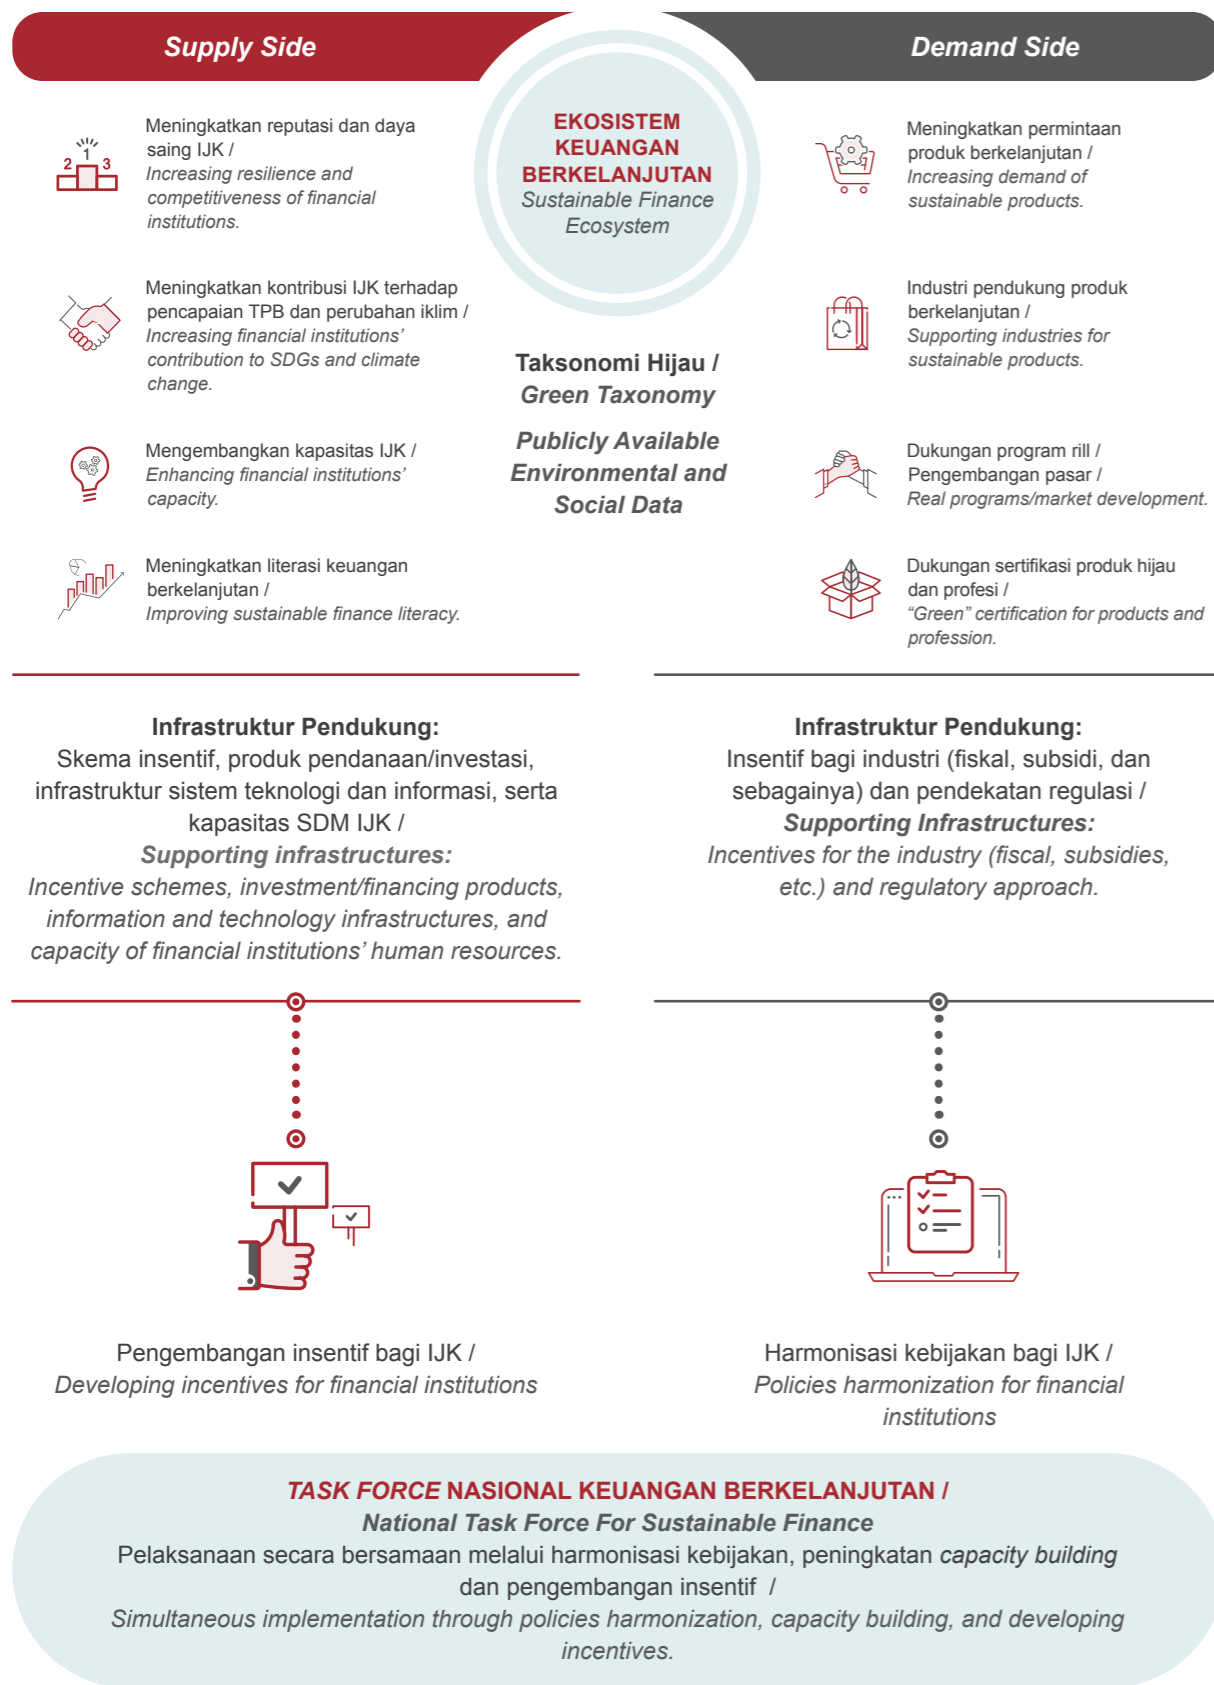 Supply Side
Demand Side
EKOSISTEM
KEUANGAN
BERKELANJUTAN
Sustainable Finance
Ecosystem
1
2 3
Meningkatkan reputasi dan daya
saing IJK /
Increasing resilience and
competitiveness of financial
institutions.
Meningkatkan kontribusi IJK terhadap
pencapaian TPB dan perubahan iklim /
Increasing financial institutions'
contribution to SDGs and climate
change.
Mengembangkan kapasitas IJK /
Enhancing financial institutions'
capacity.
Meningkatkan literasi keuangan
berkelanjutan /
Improving sustainable finance literacy.
Taksonomi Hijau /
Green Taxonomy
Publicly Available
Environmental and
Social Data
Meningkatkan permintaan
produk berkelanjutan /
Increasing demand of
sustainable products.
Industri pendukung produk
berkelanjutan /
Supporting industries for
sustainable products.
Dukungan program rill /
Pengembangan pasar /
Real programs/market development.
Dukungan sertifikasi produk hijau
dan profesi /
"Green" certification for products and
profession.
Infrastruktur Pendukung:
Skema insentif, produk pendanaan/investasi,
infrastruktur sistem teknologi dan informasi, serta
kapasitas SDM IJK /
Supporting infrastructures:
Incentive schemes, investment/financing products,
information and technology infrastructures, and
capacity of financial institutions' human resources.
Infrastruktur Pendukung:
Insentif bagi industri (fiskal, subsidi, dan
sebagainya) dan pendekatan regulasi /
Supporting Infrastructures:
Incentives for the industry (fiscal, subsidies,
etc.) and regulatory approach.
Pengembangan insentif bagi IJK /
Developing incentives for financial institutions
Harmonisasi kebijakan bagi IJK /
Policies harmonization for financial
institutions
TASK FORCE NASIONAL KEUANGAN BERKELANJUTAN /
National Task Force For Sustainable Finance
Pelaksanaan secara bersamaan melalui harmonisasi kebijakan, peningkatan capacity building
dan pengembangan insentif /
Simultaneous implementation through policies harmonization, capacity building, and developing
incentives.